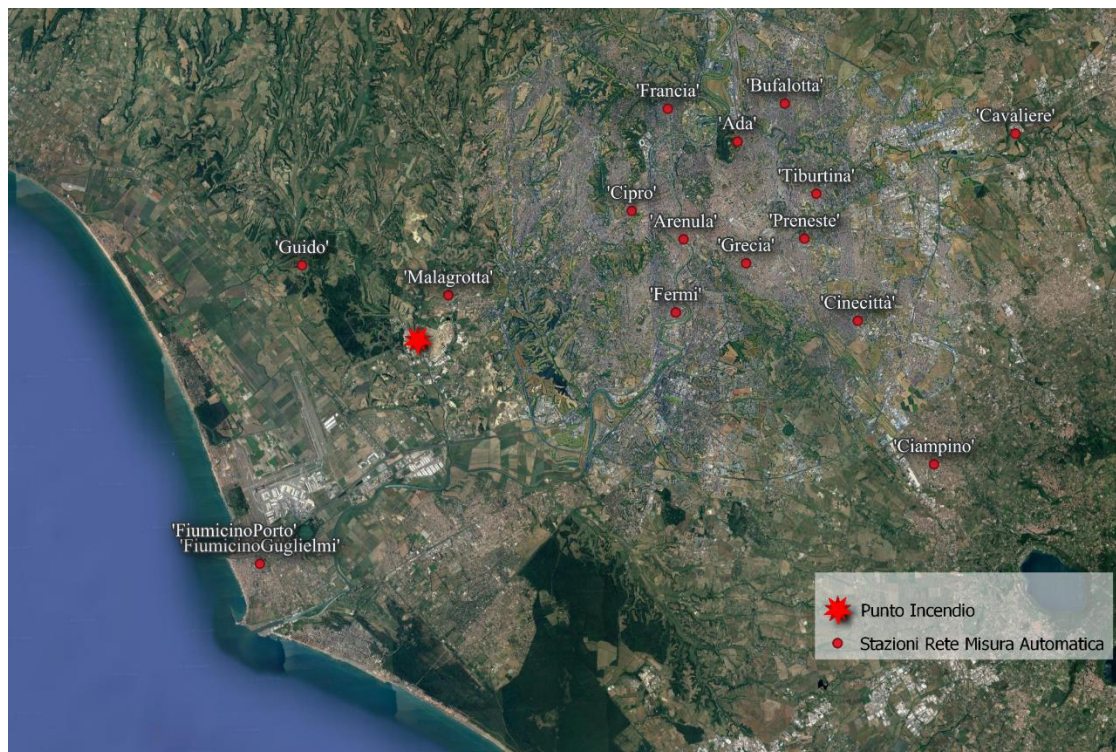 'Francia'
'Bufalotta'
'Cavaliere'
'Ada'
'Tiburtina'
'Cipro'
'Arenula'
'Preneste'
'Guido'
'Grecia'
'Malagrotta'
'Fermi'
'Cinecittà'
'Ciampino'
'FiumicinoPorto'
'FiumicinoGuglielmi'
Punto Incendio
Stazioni Rete Misura Automatica